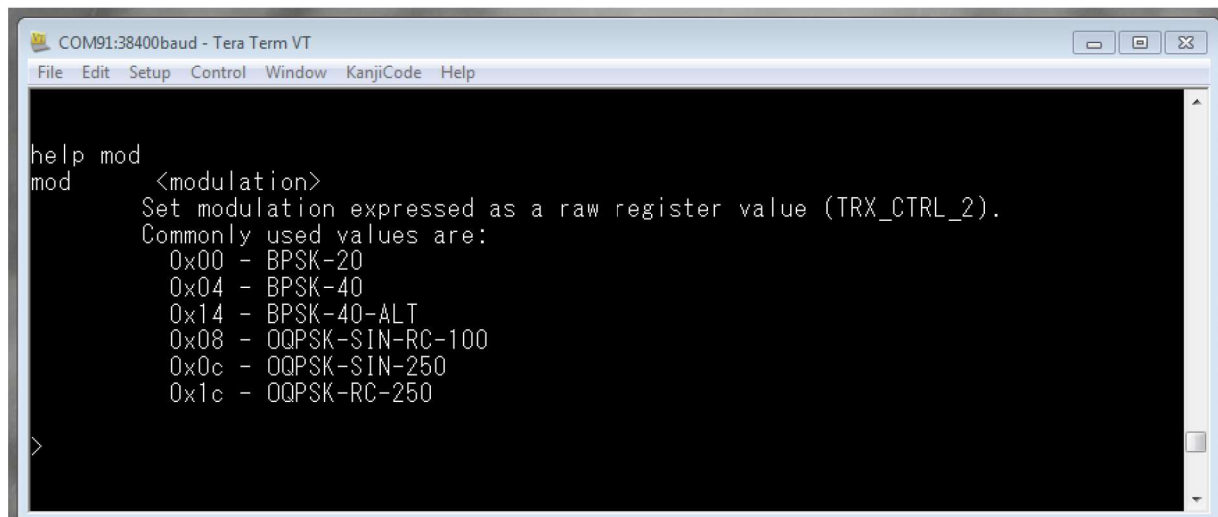 COM91:38400baud - Tera Term VT
File Edit Setup Control Window KanjiCode Help
help mod
mod <modulation>
Set modulation expressed as a raw register value (TRX_CTRL_2).
Commonly used values are:
0x00 - BPSK-20
0x04 - BPSK-40
0x14 - BPSK-40-ALT
0x08 - OQPSK-SIN-RC-100
0x0c - OQPSK-SIN-250
0x1c - OQPSK-RC-250
>